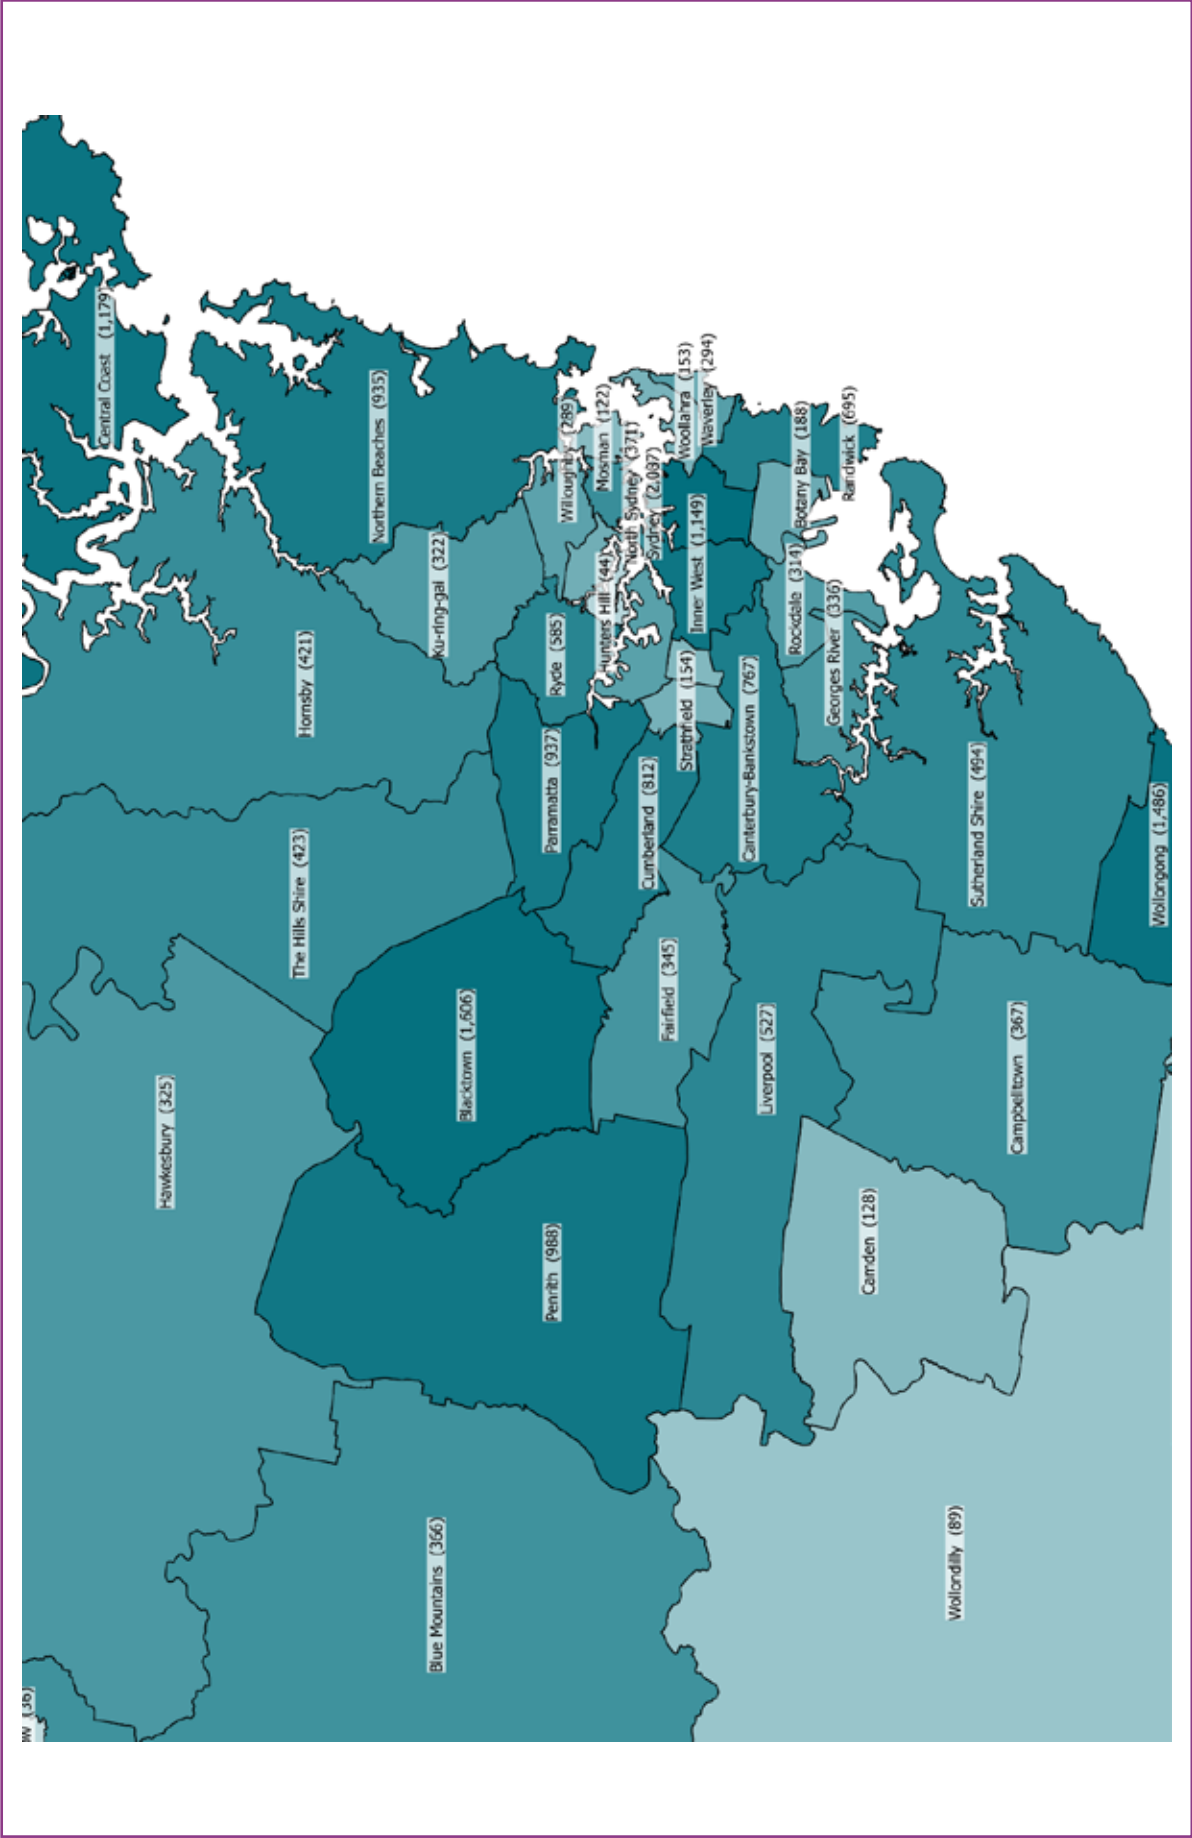 Central Coast (1,179)
Northern Beaches (935)
Hornsby (421)
Ku-ring-gai (322)
The Hills Shire (423)
Hawkesbury (325)
Willoughby (289)
Mosman (122)
North Sydney (371)
Sydney (2,087)
Woollahra (153)
Waverley (294)
Botany Bay (188)
Randwick (695)
Inner West (1,149)
Hunters Hill (44)
Ryde (585)
Rockdale (314)
Georges River (336)
Strathfield (154)
Parramatta (937)
Cumberland (812)
Canterbury-Bankstown (767)
Sutherland Shire (494)
Wollongong (1,486)
Blacktown (1,606)
Fairfield (345)
Liverpool (527)
Campbelltown (367)
Penrith (988)
Camden (128)
Blue Mountains (366)
Wollondilly (89)
(36)